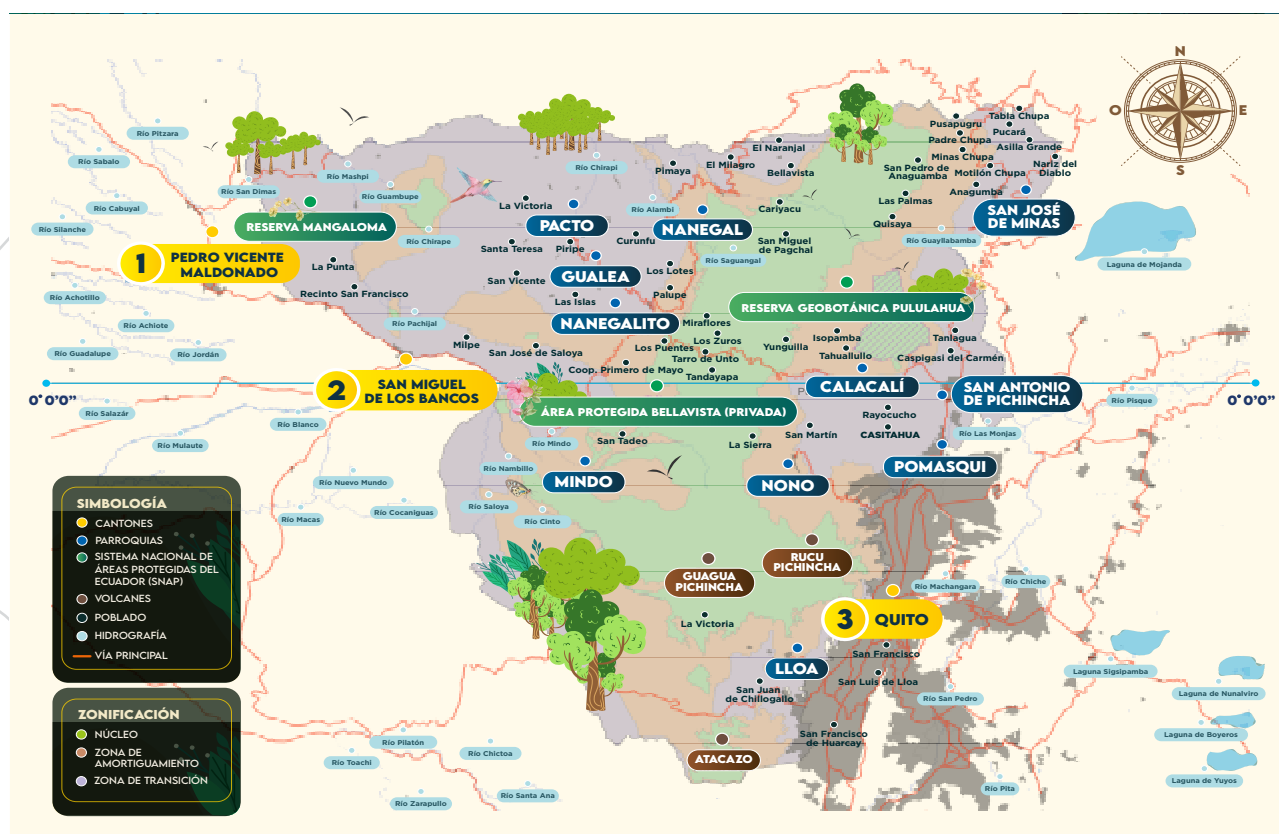 N
O
E
S
Tabla Chupa
Pusapugru
Pucará
Padre Chupa
Asilla Grande
Minas Chupa
Nariz del
Diablo
Motilón Chupa
San Pedro de
Anaguamba
Anagumba
SAN JOSÉ
DE MINAS
Las Palmas
Quisaya
Río Guayllabamba
Laguna de Mojanda
El Naranjal
El Milagro
Bellavista
Pimaya
Río Chirapi
Río Pitzara
Río Sabalo
Río San Dimas
Río Mashpi
Río Guambupe
Río Cabuyal
Río Silanche
RESERVA MANGALOMA
Río Chirape
La Victoria
PACTO
Río Alambi
NANEGAL
Cariyacu
San Miguel
de Pagchal
Río Saguangal
Santa Teresa
Piripe
Curunfu
1
PEDRO VICENTE
MALDONADO
La Punta
Recinto San Francisco
San Vicente
GUALEA
Los Lotes
Palupe
Las Islas
RESERVA GEOBOTÁNICA PULULAHUA
Río Achotillo
Río Achiote
Río Guadalupe
Río Jordán
Río Pachijal
NANEGALITO
Miraflores
Los Zuros
Los Puentes
Tarro de Unto
Tandayapa
Yunguilla
Isopamba
Tahuallullo
Tanlagua
Caspigasi del Carmén
Milpe
San José de Saloya
Coop. Primero de Mayo
2
SAN MIGUEL
DE LOS BANCOS
CALACALÍ
SAN ANTONIO
DE PICHINCHA
0° 0'0’’
0° 0'0’’
Río Salazár
Río Blanco
Río Mulaute
ÁREA PROTEGIDA BELLAVISTA (PRIVADA)
Río Pisque
Rayocucho
CASITAHUA
Río Las Monjas
San Martín
La Sierra
San Tadeo
Río Mindo
Río Nambillo
MINDO
NONO
POMASQUI
Río Nuevo Mundo
Río Macas
Río Cocaniguas
Río Saloya
Río Cinto
SIMBOLOGÍA
CANTONES
PARROQUIAS
SISTEMA NACIONAL DE
ÁREAS PROTEGIDAS DEL
ECUADOR (SNAP)
VOLCANES
POBLADO
HIDROGRAFÍA
VÍA PRINCIPAL
GUAGUA
PICHINCHA
RUCU
PICHINCHA
Río Machangara
Río Chiche
La Victoria
3
QUITO
San Francisco
San Luis de Lloa
LLOA
San Juan
de Chillogallo
Río San Pedro
Laguna Sigsipamba
Laguna de Nunalviro
Laguna de Boyeros
Laguna de Yuyos
San Francisco
de Huarcay
ATACAZO
Río Pita
ZONIFICACIÓN
NÚCLEO
ZONA DE
AMORTIGUAMIENTO
ZONA DE TRANSICIÓN
Río Pilatón
Río Toachi
Río Chictoa
Río Zarapullo
Río Santa Ana